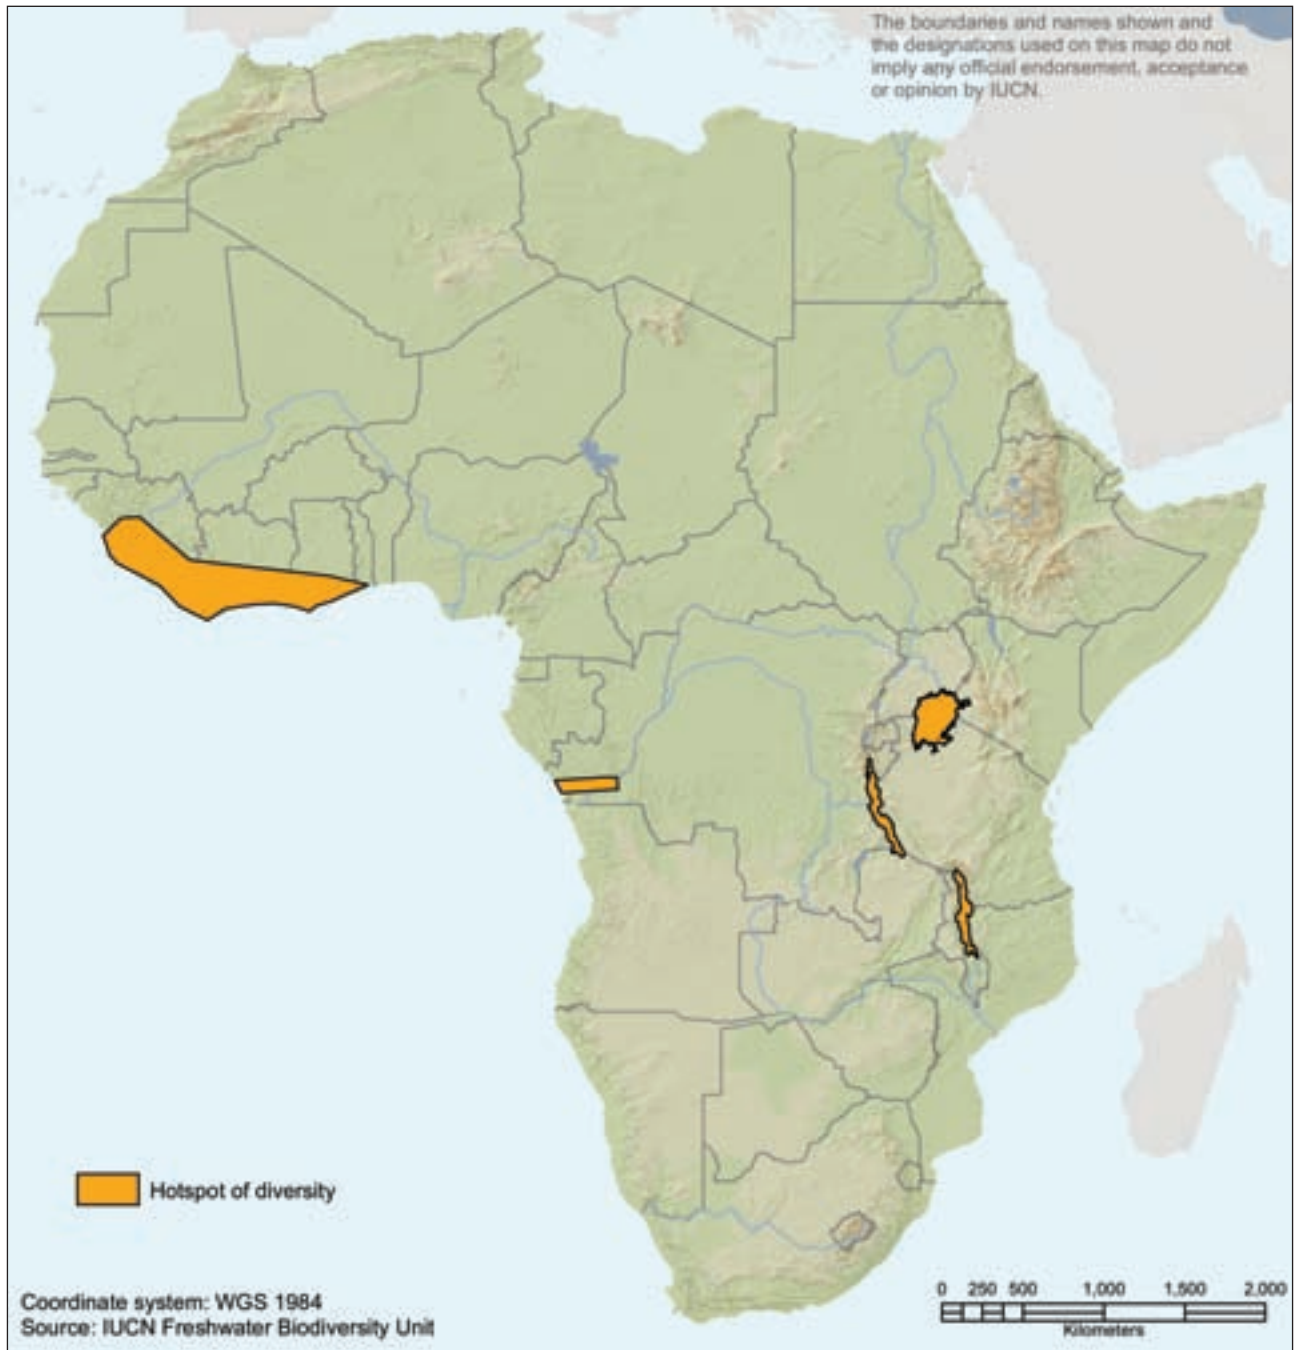 The boundaries and names shown and
the designations used on this map do not
imply any official endorsement, acceptance
or opinion by IUCN.
Hotspot of diversity
Coordinate system: WGS 1984
Source: IUCN Freshwater Biodiversity Unit
0 250 500 1,000 1,500 2,000
Kilometers